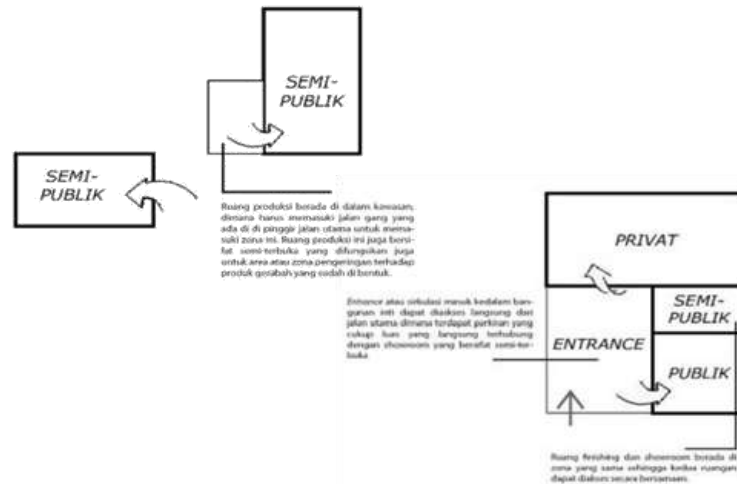 SEMI-
PUBLIK
SEMI-
PUBLIK
Ruang produksi berada di dalam kawasan,
dimana harus memasuki jalan gang yang
ada di di pinggir jalan utama untuk mema-
suki zona ini. Ruang produksi ini juga bersi-
fat semi-terbuka yang difungsikan juga
untuk area atau zona pengeringan terhadap
produk gerabah yang sudah di bentuk.
PRIVAT
Entrance atau sirkulasi masuk kedalam ban-
gunan inti dapat diakses langsung dari
jalan utama dimana terdapat parkiran yang
cukup luas yang langsung terhubung
dengan showroom yang bersifat semi-ter-
buka
SEMI-
PUBLIK
ENTRANCE
PUBLIK
Ruang finishing dan showroom berada di
zona yang sama sehingga kedua ruangan
dapat diakses secara bersamaan.